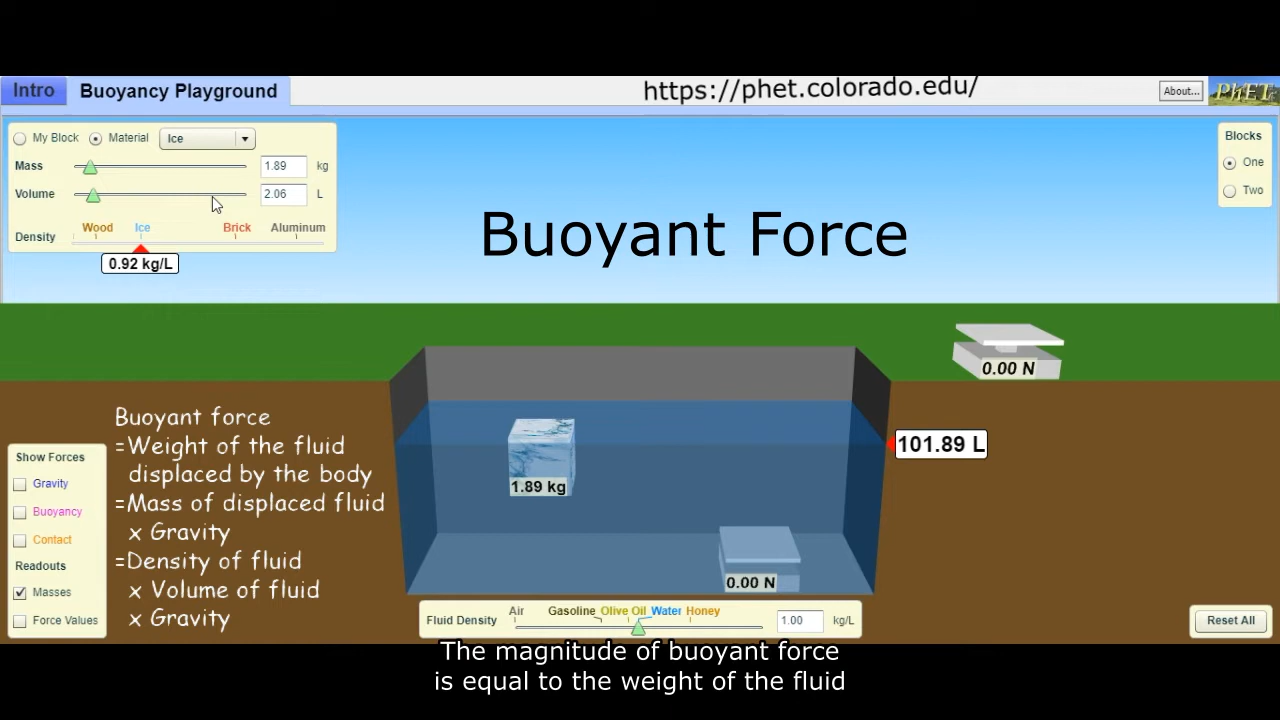 Intro
Buoyancy Playground
https://phet.colorado.edu/
About...
PhET
My Block
Material
Ice
Mass
1.89
kg
Volume
2.06
L
Density
Wood
Ice
Brick
Aluminum
0.92 kg/L
Blocks
One
Two
Buoyant Force
0.00 N
101.89 L
1.89 kg
0.00 N
Buoyant force
=Weight of the fluid
displaced by the body
=Mass of displaced fluid
x Gravity
=Density of fluid
x Volume of fluid
x Gravity
Show Forces
Gravity
Buoyancy
Contact
Readouts
Masses
Force Values
Fluid Density
Air
Gasoline
Olive Oil
Water
Honey
1.00
kg/L
Reset All
The magnitude of buoyant force
is equal to the weight of the fluid